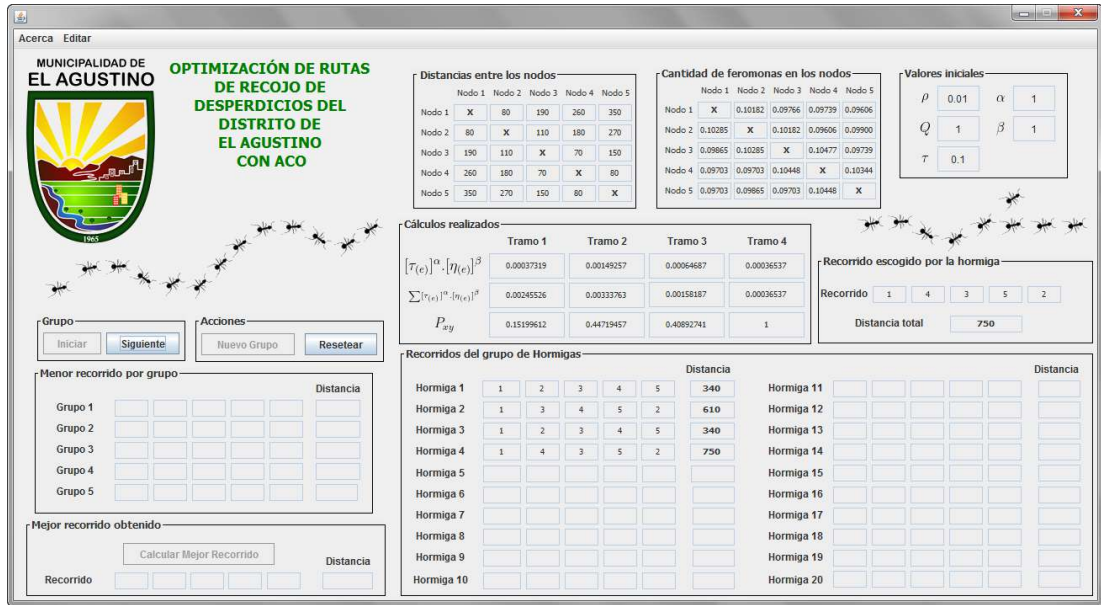 Acerca Editar
MUNICIPALIDAD DE
EL AGUSTINO
1965
OPTIMIZACIÓN DE RUTAS
DE RECOJO DE
DESPERDICIOS DEL
DISTRITO DE
EL AGUSTINO
CON ACO
Distancias entre los nodos
Nodo 1 Nodo 2 Nodo 3 Nodo 4 Nodo 5
Nodo 1 X 80 190 260 350
Nodo 2 80 X 110 180 270
Nodo 3 190 110 X 70 150
Nodo 4 260 180 70 X 80
Nodo 5 350 270 150 80 X
Cantidad de feromonas en los nodos
Nodo 1 Nodo 2 Nodo 3 Nodo 4 Nodo 5
Nodo 1 X 0.10182 0.09766 0.09739 0.09606
Nodo 2 0.10285 X 0.10182 0.09606 0.09900
Nodo 3 0.09865 0.10285 X 0.10477 0.09739
Nodo 4 0.09703 0.09703 0.10448 X 0.10344
Nodo 5 0.09703 0.09865 0.09703 0.10448 X
Valores iniciales
ρ 0.01 α 1
Q 1 β 1
τ 0.1
Cálculos realizados
Tramo 1 Tramo 2 Tramo 3 Tramo 4
[τ(e)]^α.[η(e)]^β 0.00037319 0.00149257 0.00064687 0.00036537
∑[τ(e)]^α.[η(e)]^β 0.00245526 0.00333763 0.00158187 0.00036537
Pxy 0.15199612 0.44719457 0.40892741 1
Recorrido escogido por la hormiga
Recorrido 1 4 3 5 2
Distancia total 750
Grupo
Iniciar Siguiente
Acciones
Nuevo Grupo Resetear
Menor recorrido por grupo
Distancia
Grupo 1
Grupo 2
Grupo 3
Grupo 4
Grupo 5
Mejor recorrido obtenido
Calcular Mejor Recorrido
Distancia
Recorrido
Recorridos del grupo de Hormigas
Distancia Distancia
Hormiga 1 1 2 3 4 5 340 Hormiga 11
Hormiga 2 1 3 4 5 2 610 Hormiga 12
Hormiga 3 1 2 3 4 5 340 Hormiga 13
Hormiga 4 1 4 3 5 2 750 Hormiga 14
Hormiga 5 Hormiga 15
Hormiga 6 Hormiga 16
Hormiga 7 Hormiga 17
Hormiga 8 Hormiga 18
Hormiga 9 Hormiga 19
Hormiga 10 Hormiga 20